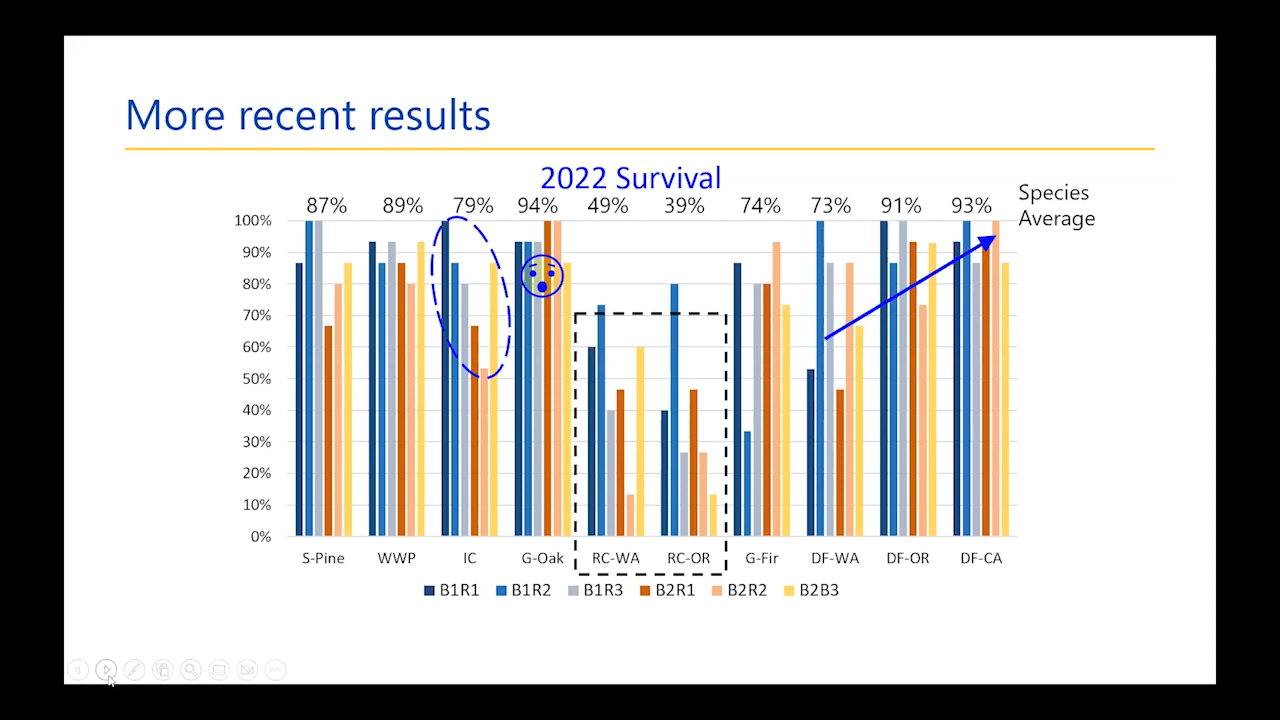 More recent results
2022 Survival
87% 89% 79% 94% 49% 39% 74% 73% 91% 93%
Species
Average
100%
90%
80%
70%
60%
50%
40%
30%
20%
10%
0%
S-Pine WWP IC G-Oak RC-WA RC-OR G-Fir DF-WA DF-OR DF-CA
B1R1 B1R2 B1R3 B2R1 B2R2 B2B3